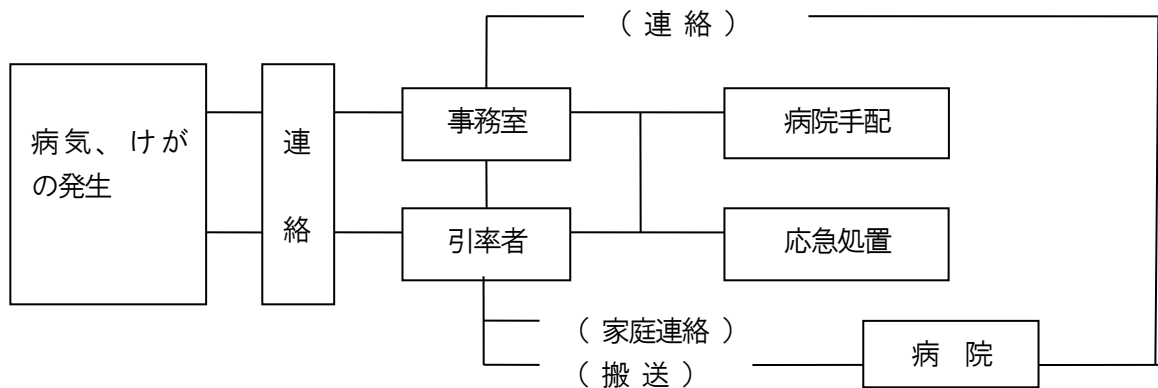 （ 連 絡 ）
病気、けが
の発生
連
絡
事務室
病院手配
引率者
応急処置
（ 家庭連絡 ）
（ 搬 送 ）
病 院